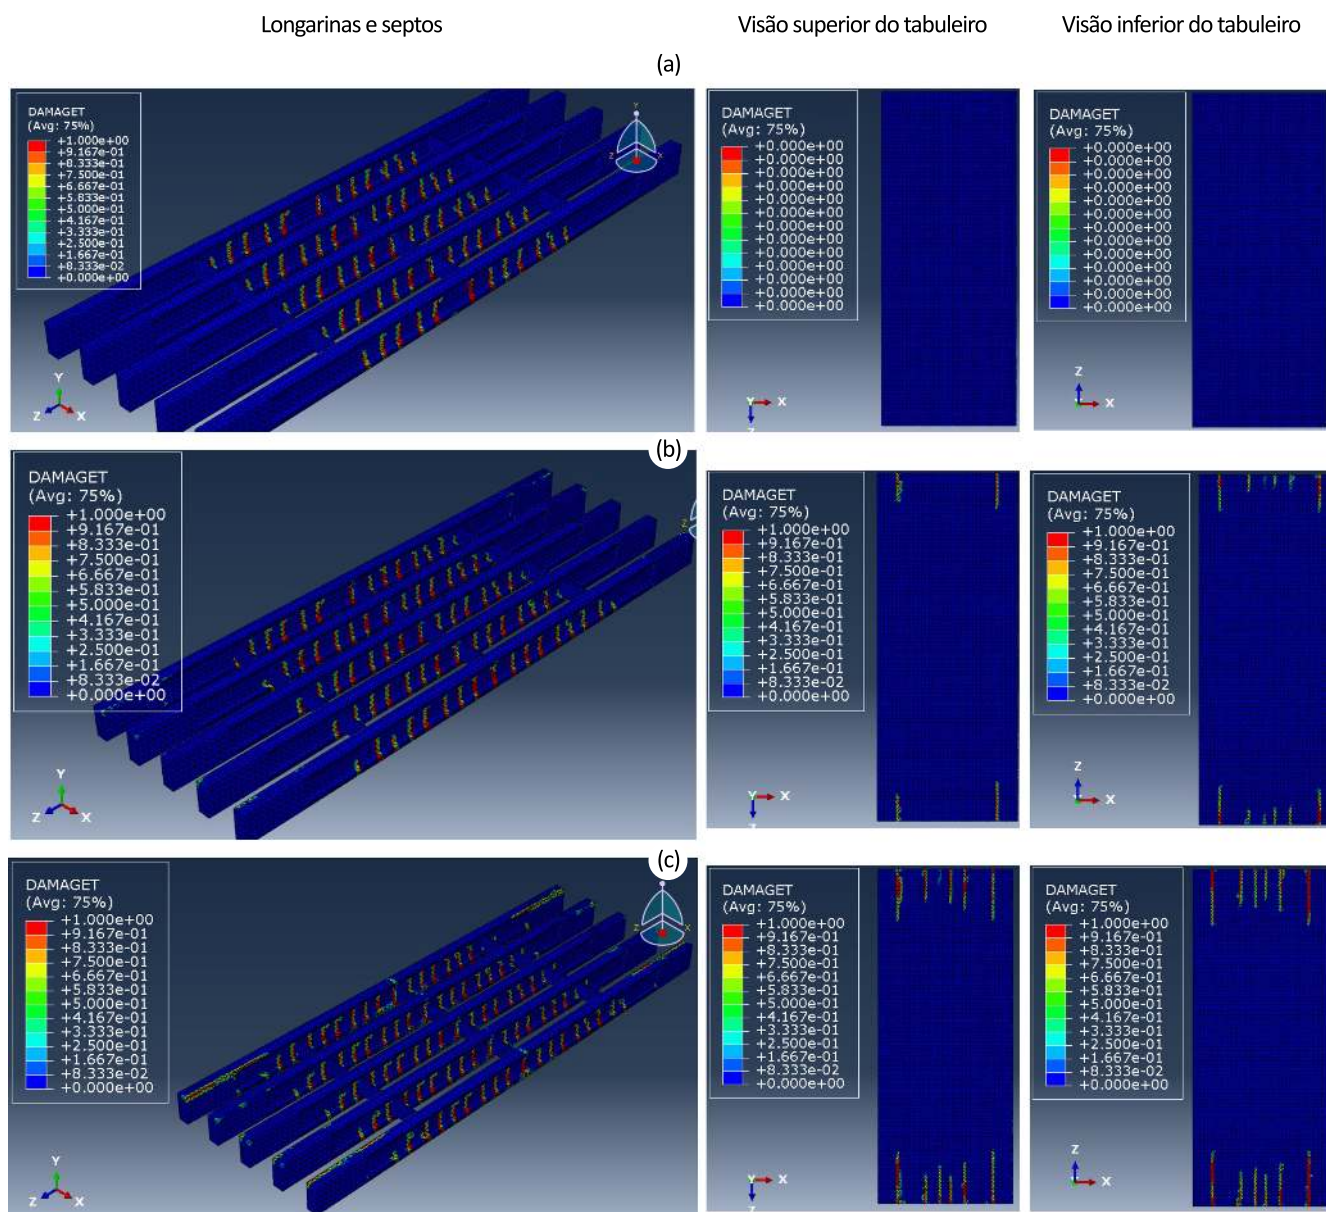 Longarinas e septos
Visão superior do tabuleiro
Visão inferior do tabuleiro
(a)
DAMAGET
(Avg: 75%)
+1.000e+00
+9.167e-01
+8.333e-01
+7.500e-01
+6.667e-01
+5.833e-01
+5.000e-01
+4.167e-01
+3.333e-01
+2.500e-01
+1.667e-01
+8.333e-02
+0.000e+00
Y
Z X
Y
Z X
DAMAGET
(Avg: 75%)
+0.000e+00
+0.000e+00
+0.000e+00
+0.000e+00
+0.000e+00
+0.000e+00
+0.000e+00
+0.000e+00
+0.000e+00
+0.000e+00
+0.000e+00
+0.000e+00
+0.000e+00
Y X
Z
DAMAGET
(Avg: 75%)
+0.000e+00
+0.000e+00
+0.000e+00
+0.000e+00
+0.000e+00
+0.000e+00
+0.000e+00
+0.000e+00
+0.000e+00
+0.000e+00
+0.000e+00
+0.000e+00
+0.000e+00
Z
X
(b)
DAMAGET
(Avg: 75%)
+1.000e+00
+9.167e-01
+8.333e-01
+7.500e-01
+6.667e-01
+5.833e-01
+5.000e-01
+4.167e-01
+3.333e-01
+2.500e-01
+1.667e-01
+8.333e-02
+0.000e+00
Z
Y
Z X
DAMAGET
(Avg: 75%)
+1.000e+00
+9.167e-01
+8.333e-01
+7.500e-01
+6.667e-01
+5.833e-01
+5.000e-01
+4.167e-01
+3.333e-01
+2.500e-01
+1.667e-01
+8.333e-02
+0.000e+00
Y X
Z
DAMAGET
(Avg: 75%)
+1.000e+00
+9.167e-01
+8.333e-01
+7.500e-01
+6.667e-01
+5.833e-01
+5.000e-01
+4.167e-01
+3.333e-01
+2.500e-01
+1.667e-01
+8.333e-02
+0.000e+00
Z
X
(c)
DAMAGET
(Avg: 75%)
+1.000e+00
+9.167e-01
+8.333e-01
+7.500e-01
+6.667e-01
+5.833e-01
+5.000e-01
+4.167e-01
+3.333e-01
+2.500e-01
+1.667e-01
+8.333e-02
+0.000e+00
Z X
Y
Z X
DAMAGET
(Avg: 75%)
+1.000e+00
+9.167e-01
+8.333e-01
+7.500e-01
+6.667e-01
+5.833e-01
+5.000e-01
+4.167e-01
+3.333e-01
+2.500e-01
+1.667e-01
+8.333e-02
+0.000e+00
Y X
Z
DAMAGET
(Avg: 75%)
+1.000e+00
+9.167e-01
+8.333e-01
+7.500e-01
+6.667e-01
+5.833e-01
+5.000e-01
+4.167e-01
+3.333e-01
+2.500e-01
+1.667e-01
+8.333e-02
+0.000e+00
Z
X